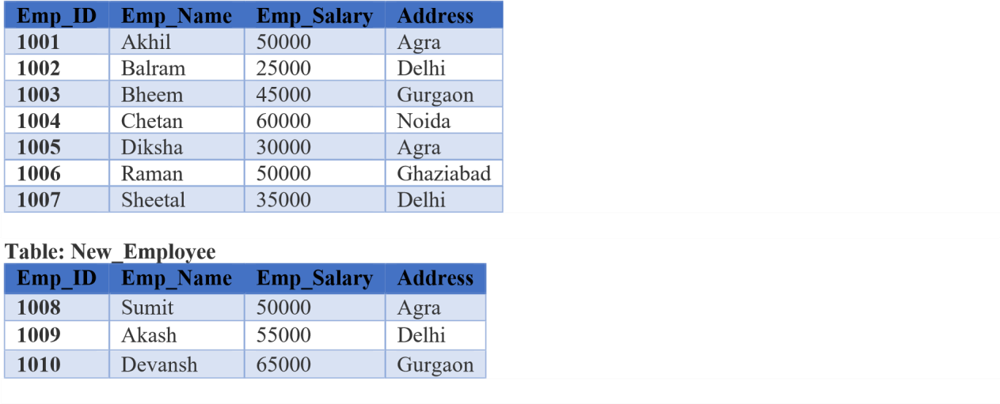 Emp_ID Emp_Name Emp_Salary Address
1001 Akhil 50000 Agra
1002 Balram 25000 Delhi
1003 Bheem 45000 Gurgaon
1004 Chetan 60000 Noida
1005 Diksha 30000 Agra
1006 Raman 50000 Ghaziabad
1007 Sheetal 35000 Delhi
Table: New_Employee
Emp_ID Emp_Name Emp_Salary Address
1008 Sumit 50000 Agra
1009 Akash 55000 Delhi
1010 Devansh 65000 Gurgaon